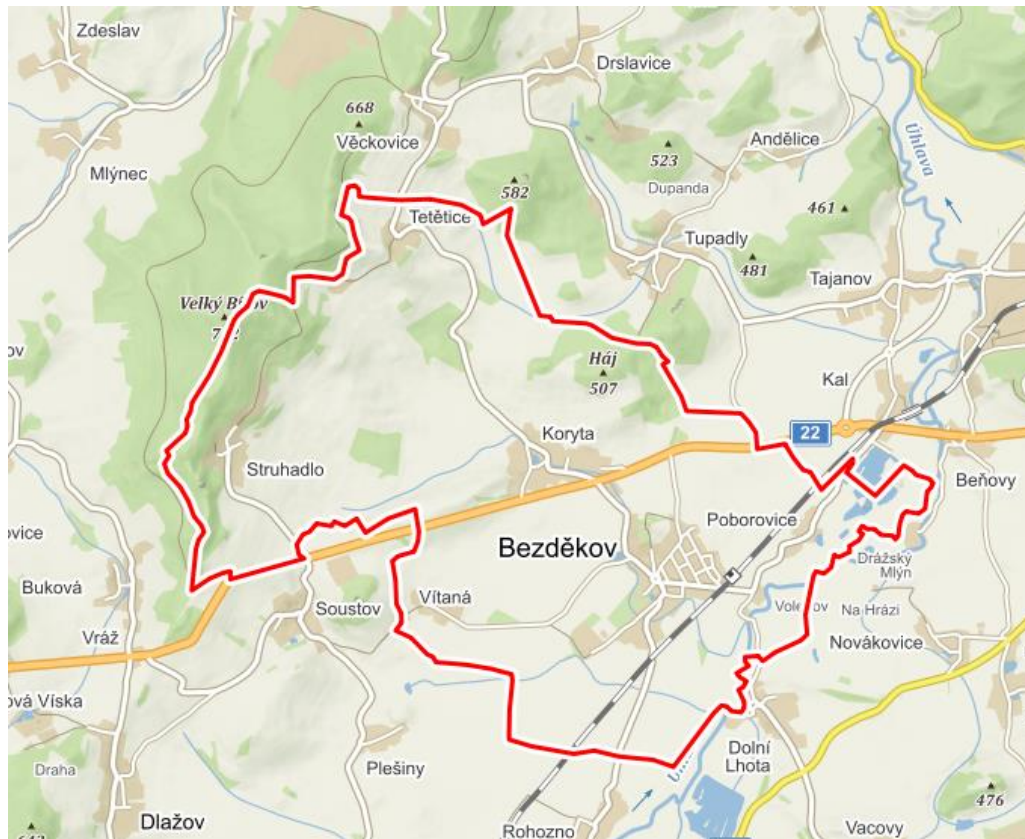 Zdeslav
Drslavice
668
Věckovice
Andělice
Úhlava
Mlýnec
523
Dupanda
582
461
Tetětice
Tupadly
481
Tajanov
Velký
Háj
507
Kal
22
Koryta
Struhadlo
Beňovy
Poborovice
Bezděkov
Drážský
Mlýn
Buková
Vítaná
Soustov
Na Hrázi
Vráž
Novákovice
Víska
Plešiny
Dolní
Lhota
Draha
476
Dlažov
Rohozno
Vacovy